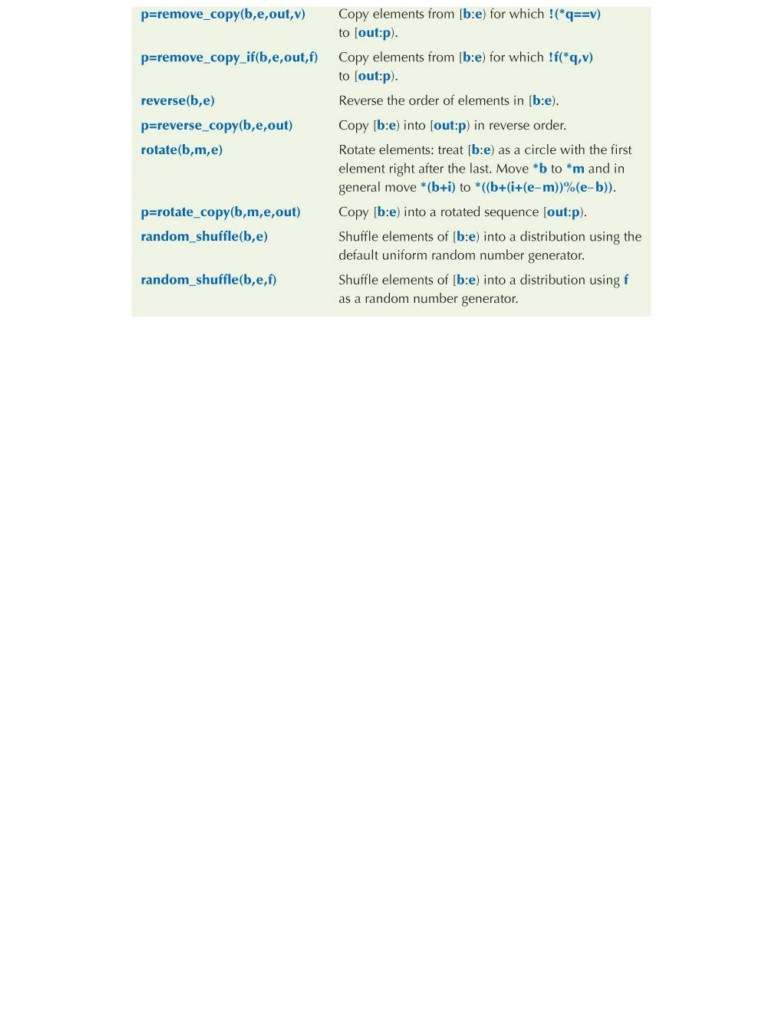 p=remove_copy(b,e,out,v) Copy elements from [b:e) for which !(*q==v)
to [out:p).
p=remove_copy_if(b,e,out,f) Copy elements from [b:e) for which !f(*q,v)
to [out:p).
reverse(b,e) Reverse the order of elements in [b:e).
p=reverse_copy(b,e,out) Copy [b:e) into [out:p) in reverse order.
rotate(b,m,e) Rotate elements: treat [b:e) as a circle with the first
element right after the last. Move *b to *m and in
general move *(b+i) to *((b+(i+(e–m))%(e–b)).
p=rotate_copy(b,m,e,out) Copy [b:e) into a rotated sequence [out:p).
random_shuffle(b,e) Shuffle elements of [b:e) into a distribution using the
default uniform random number generator.
random_shuffle(b,e,f) Shuffle elements of [b:e) into a distribution using f
as a random number generator.